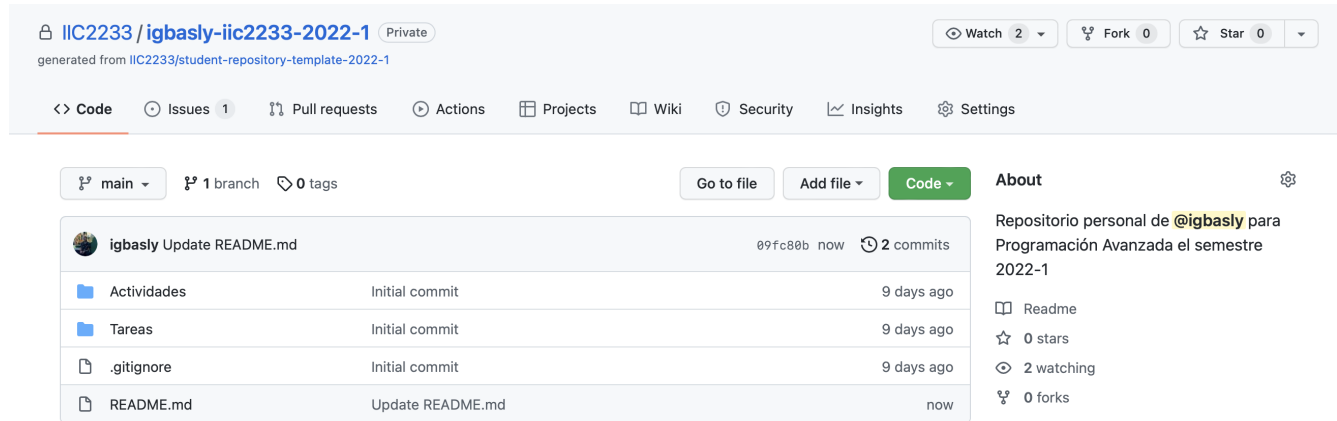 IIC2233 / igbasly-iic2233-2022-1 Private
Watch 2
Fork 0
Star 0
generated from IIC2233/student-repository-template-2022-1
Code
Issues 1
Pull requests
Actions
Projects
Wiki
Security
Insights
Settings
main
1 branch
0 tags
Go to file
Add file
Code
igbasly Update README.md 09fc80b now 2 commits
Actividades Initial commit 9 days ago
Tareas Initial commit 9 days ago
.gitignore Initial commit 9 days ago
README.md Update README.md now
About
Repositorio personal de @igbasly para
Programación Avanzada el semestre
2022-1
Readme
0 stars
2 watching
0 forks